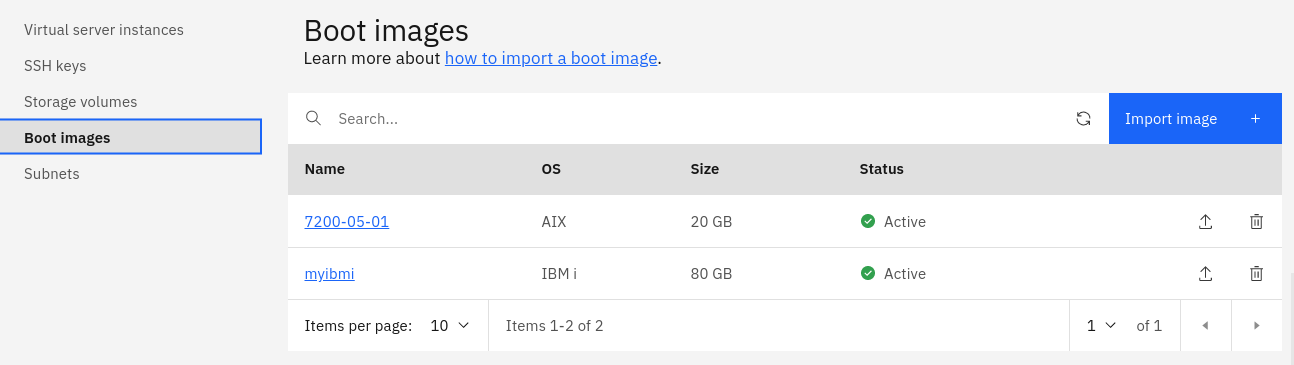 Virtual server instances
SSH keys
Storage volumes
Boot images
Subnets
Boot images
Learn more about how to import a boot image.
Search...
Import image +
Name OS Size Status
7200-05-01 AIX 20 GB Active
myibmi IBM i 80 GB Active
Items per page: 10 Items 1-2 of 2 1 of 1